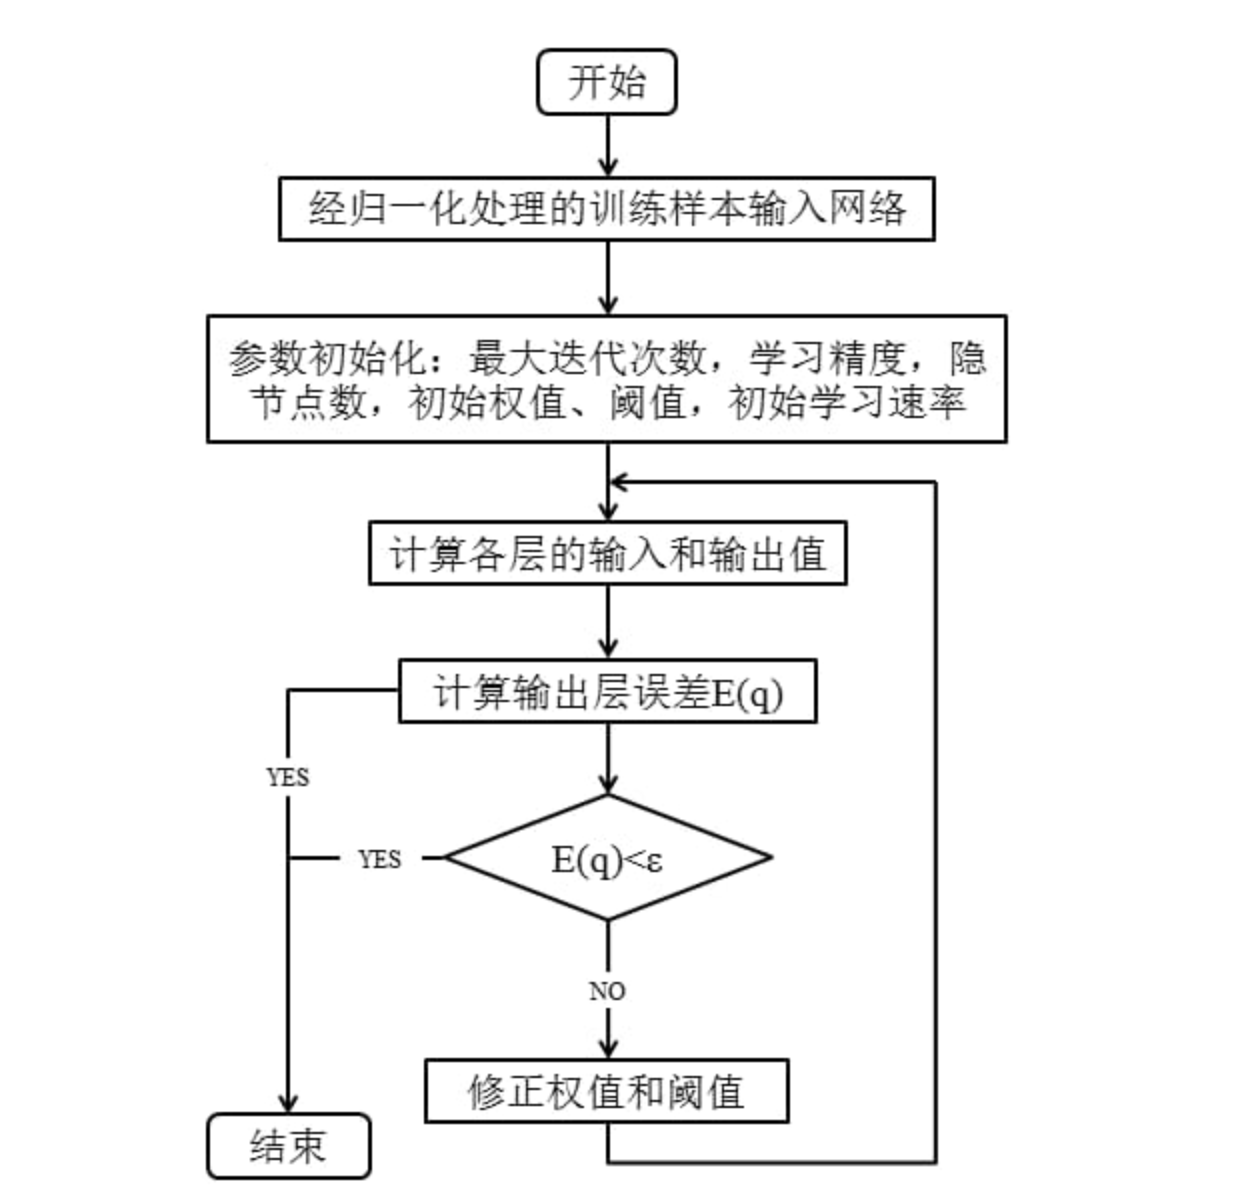 开始
经归一化处理的训练样本输入网络
参数初始化：最大迭代次数，学习精度，隐
节点数，初始权值、阈值，初始学习速率
计算各层的输入和输出值
计算输出层误差E(q)
YES
E(q)<ε
YES
NO
修正权值和阈值
结束